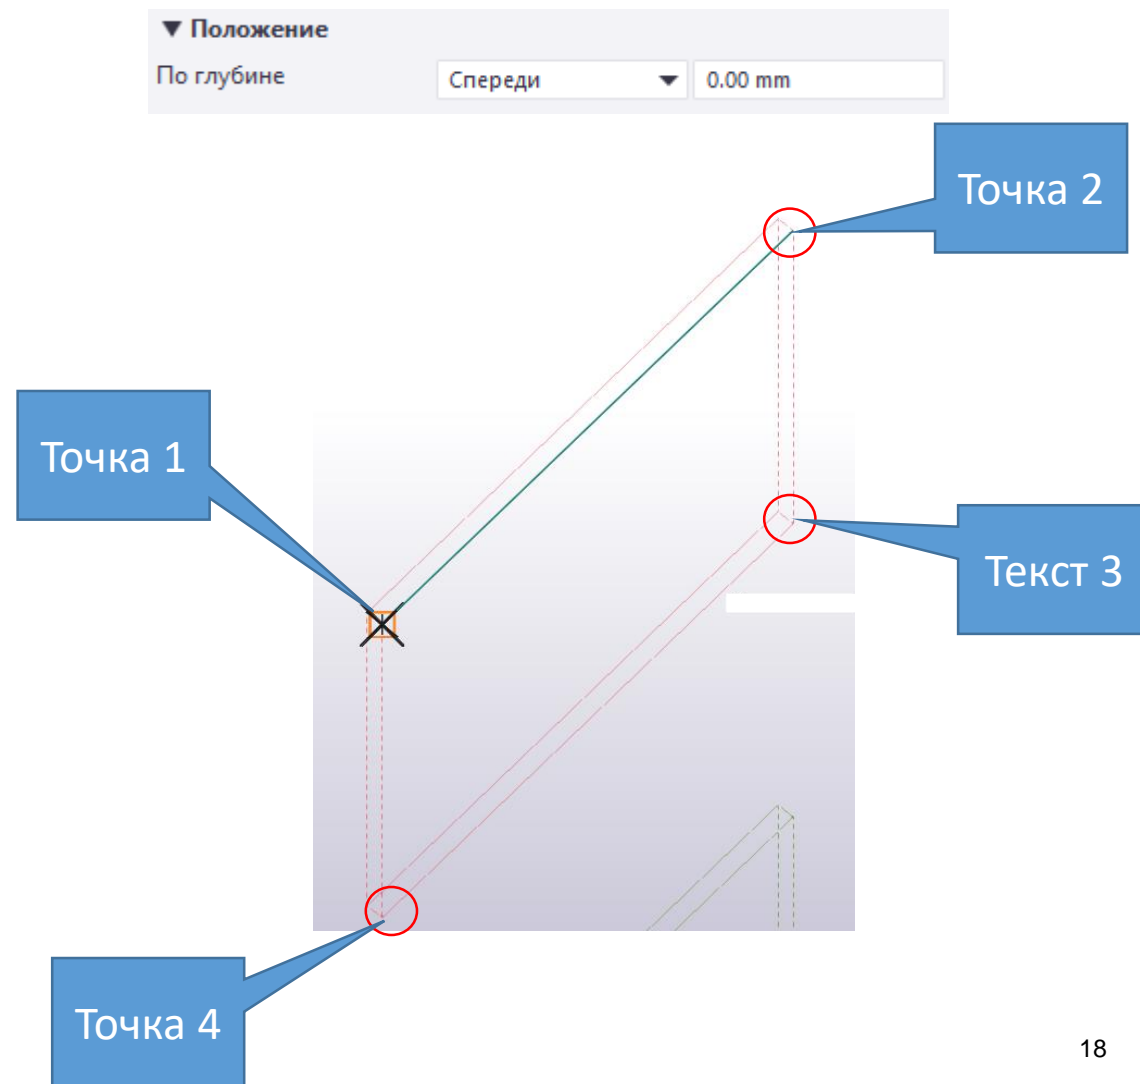 Положение
По глубине Спереди 0.00 mm
Точка 2
Точка 1
Текст 3
Точка 4
18